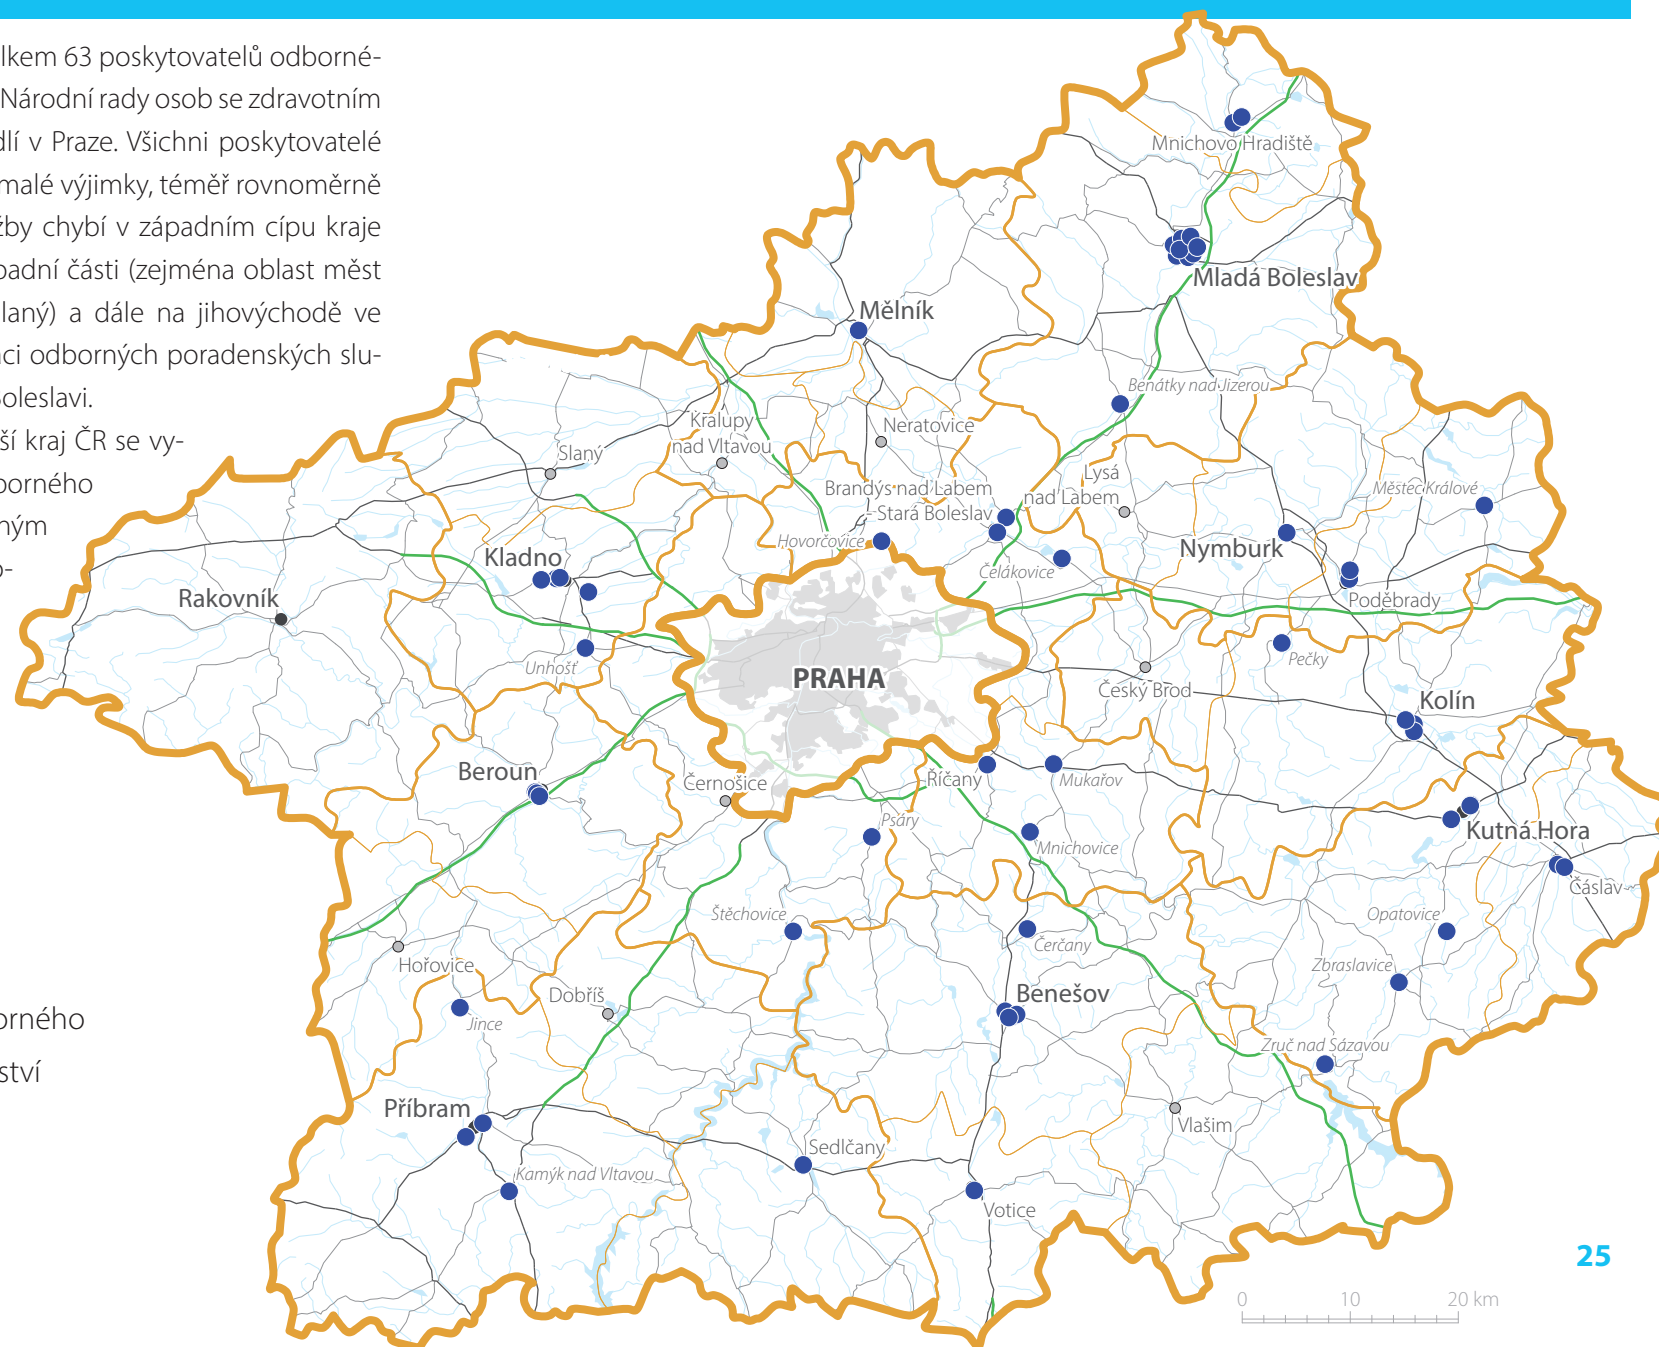 lkem 63 poskytovatelů odborné-
Národní rady osob se zdravotním
dlí v Praze. Všichni poskytovatelé
malé výjimky, téměř rovnoměrně
žby chybí v západním cípu kraje
padní části (zejména oblast měst
laný) a dále na jihovýchodě ve
aci odborných poradenských slu-
Boleslavi.
ší kraj ČR se vy-
borného
ným
o-
orného
ství
Mnichovo Hradiště
Mladá Boleslav
Mělník
Benátky nad Jizerou
Kralupy
nad Vltavou
Neratovice
Slaný
Lysá
nad Labem
Brandýs nad Labem
Stará Boleslav
Městec Králové
Hovorčovice
Nymburk
Kladno
Čelákovice
Rakovník
Poděbrady
Unhošť
Pečky
PRAHA
Český Brod
Kolín
Beroun
Černošice
Říčany
Mukařov
Psáry
Kutná Hora
Mnichovice
Čáslav
Štěchovice
Opatovice
Čerčany
Hořovice
Zbraslavice
Dobříš
Benešov
Jince
Zruč nad Sázavou
Příbram
Vlašim
Sedlčany
Kamýk nad Vltavou
Votice
25
0 10 20 km